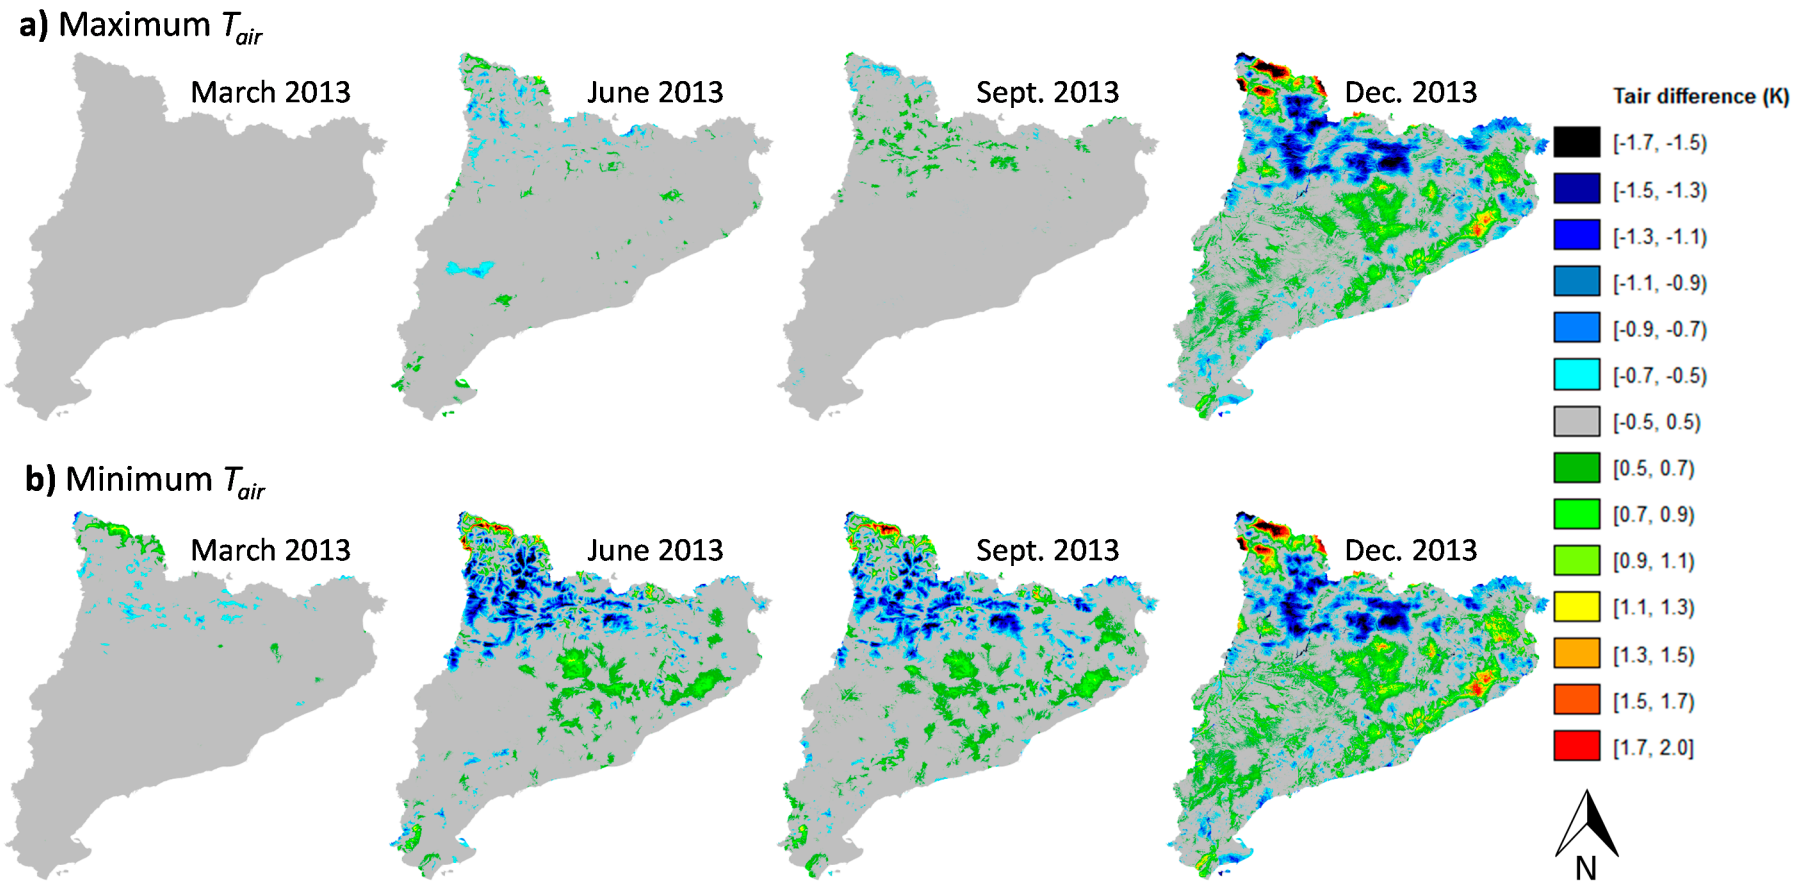 a) Maximum Tair
March 2013
June 2013
Sept. 2013
Dec. 2013
Tair difference (K)
[-1.7, -1.5)
[-1.5, -1.3)
[-1.3, -1.1)
[-1.1, -0.9)
[-0.9, -0.7)
[-0.7, -0.5)
[-0.5, 0.5)
[0.5, 0.7)
[0.7, 0.9)
[0.9, 1.1)
[1.1, 1.3)
[1.3, 1.5)
[1.5, 1.7)
[1.7, 2.0]
b) Minimum Tair
March 2013
June 2013
Sept. 2013
Dec. 2013
N